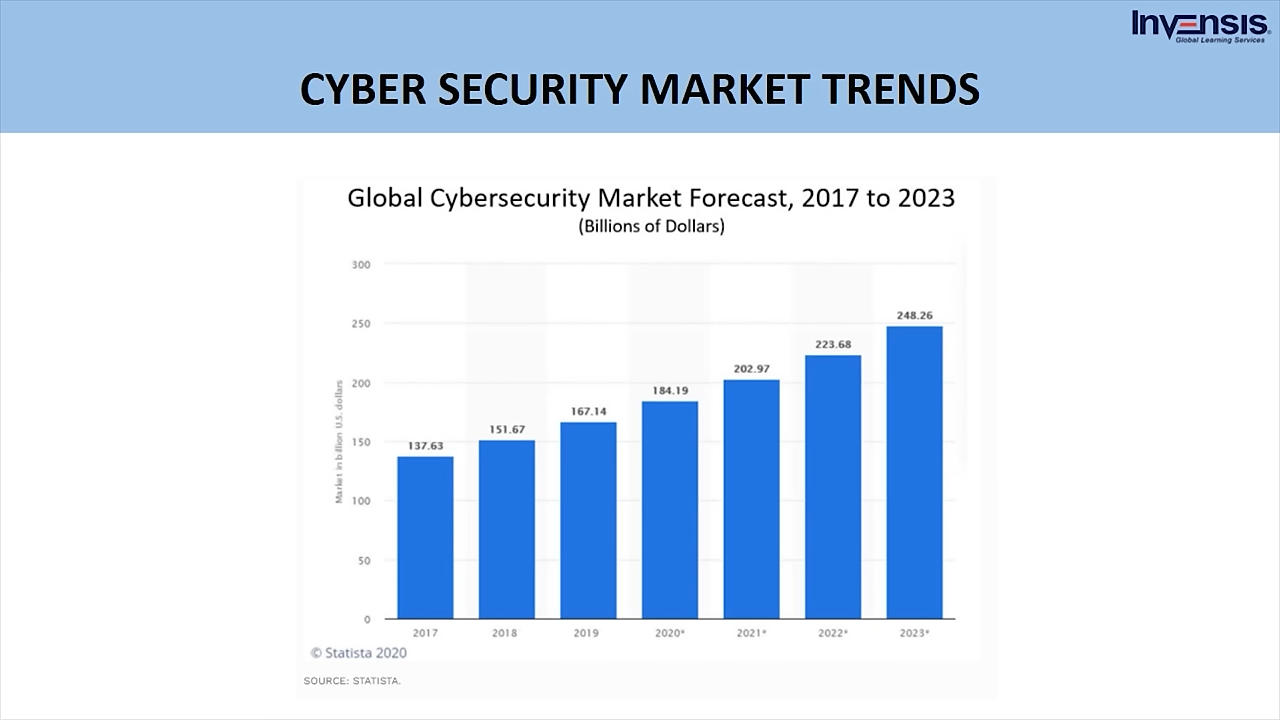 Invensis
Global Learning Services
CYBER SECURITY MARKET TRENDS
Global Cybersecurity Market Forecast, 2017 to 2023
(Billions of Dollars)
Market in billion U.S. dollars
300
250
200
150
100
50
0
137.63
151.67
167.14
184.19
202.97
223.68
248.26
2017
2018
2019
2020*
2021*
2022*
2023*
© Statista 2020
SOURCE: STATISTA.